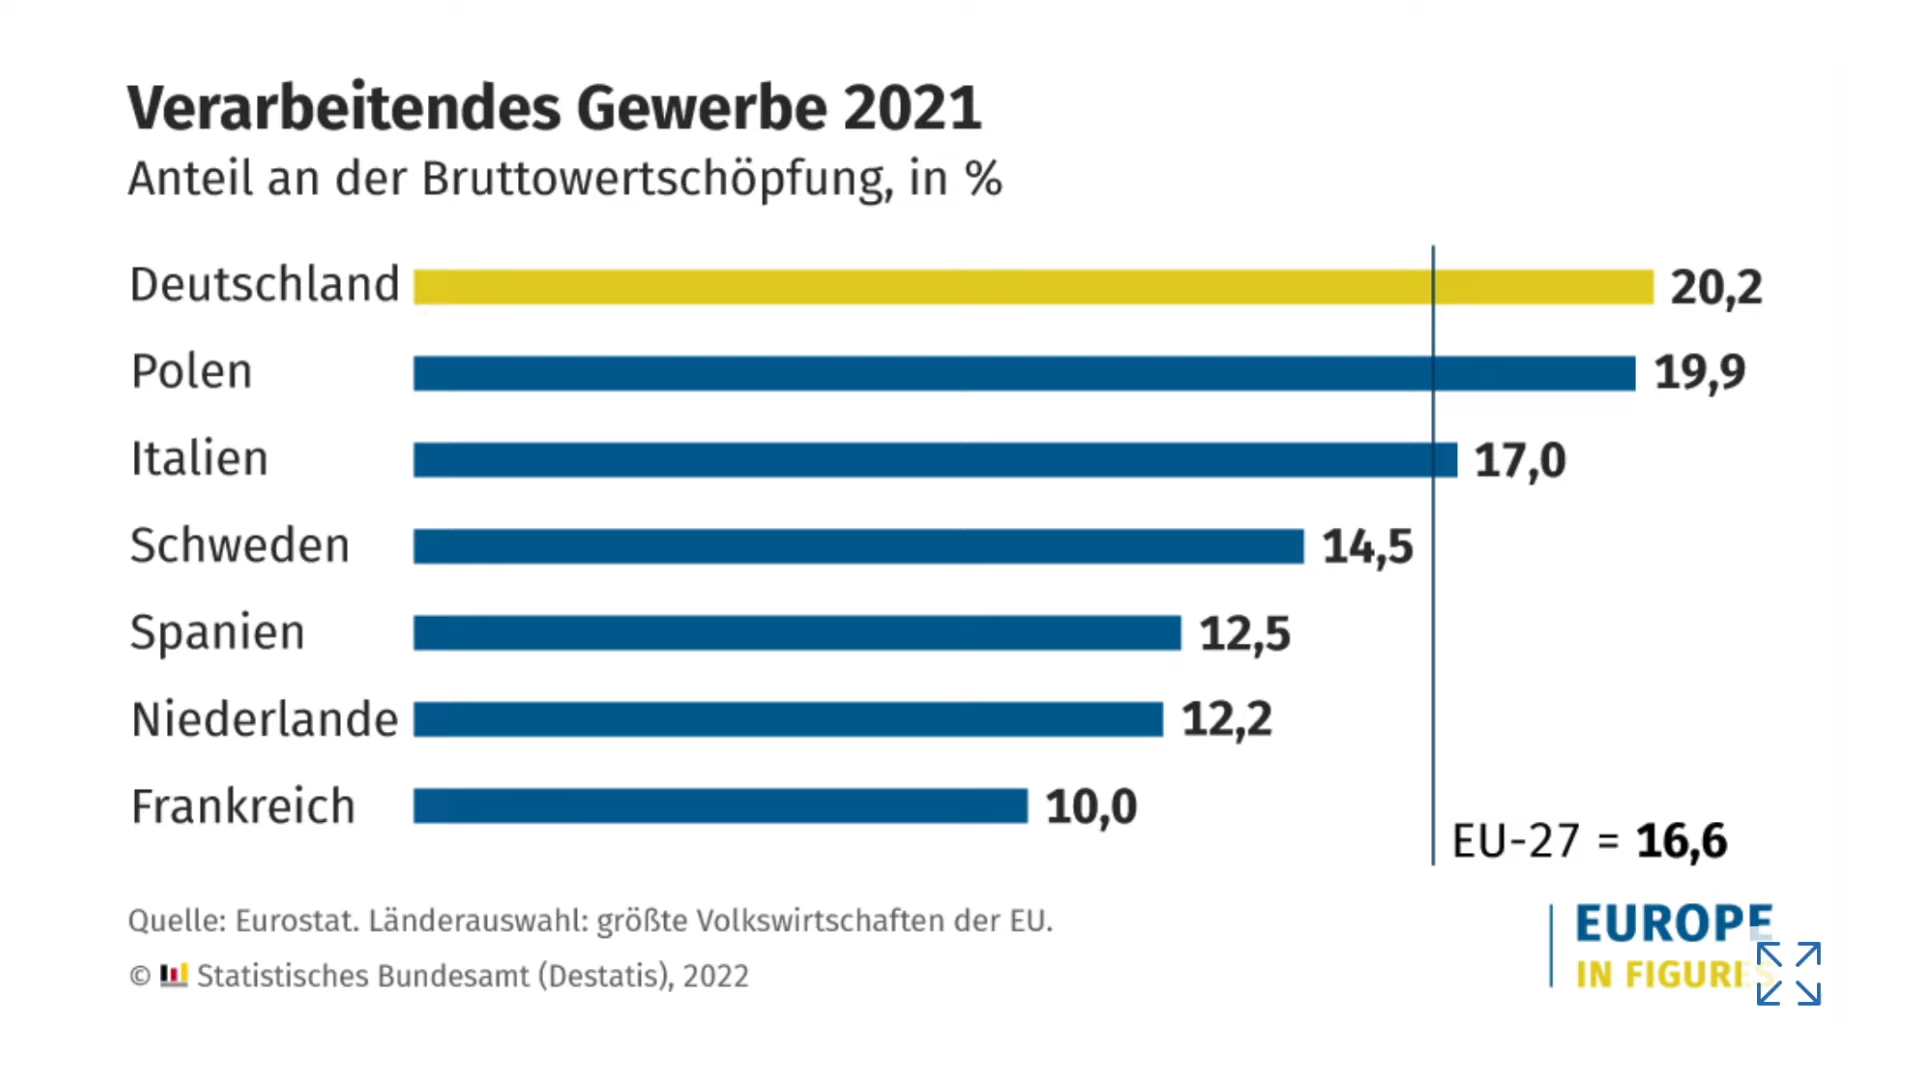 Verarbeitendes Gewerbe 2021
Anteil an der Bruttowertschöpfung, in %
Deutschland 20,2
Polen 19,9
Italien 17,0
Schweden 14,5
Spanien 12,5
Niederlande 12,2
Frankreich 10,0
EU-27 = 16,6
Quelle: Eurostat. Länderauswahl: größte Volkswirtschaften der EU.
© Statistisches Bundesamt (Destatis), 2022
EUROPE
IN FIGURES